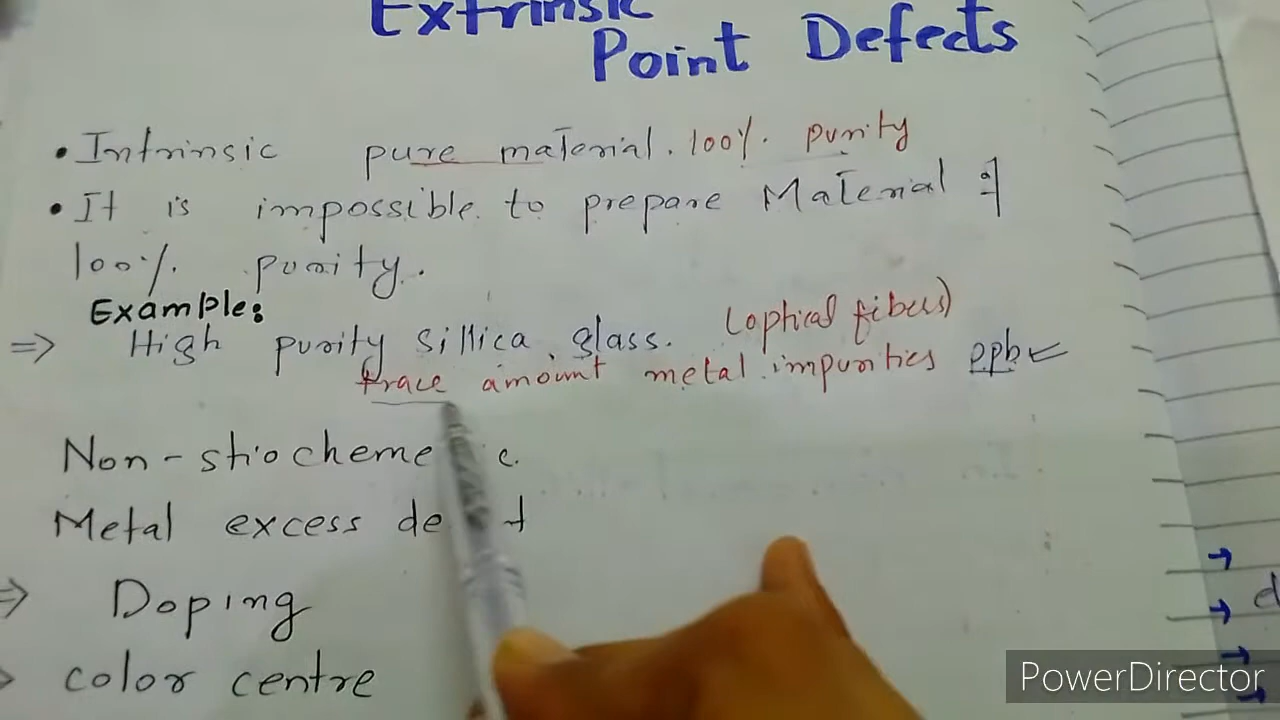 Extrinsic
Point Defects
• Intrinsic pure material. 100%. purity
• It is impossible to prepare Material of
100%. purity.
Example:
⇒ High purity sillica glass. (optical fibers)
trace amount metal impurities ppb
Non-stiocheme c.
Metal excess de t
⇒ Doping
color centre
PowerDirector